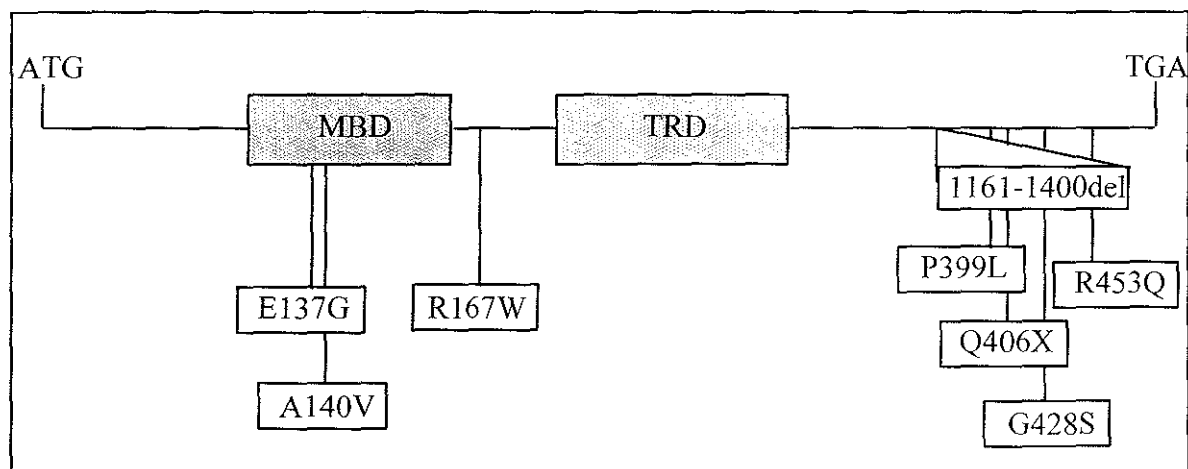 ATG
TGA
MBD
TRD
1161-1400del
P399L
R453Q
E137G
R167W
Q406X
A140V
G428S